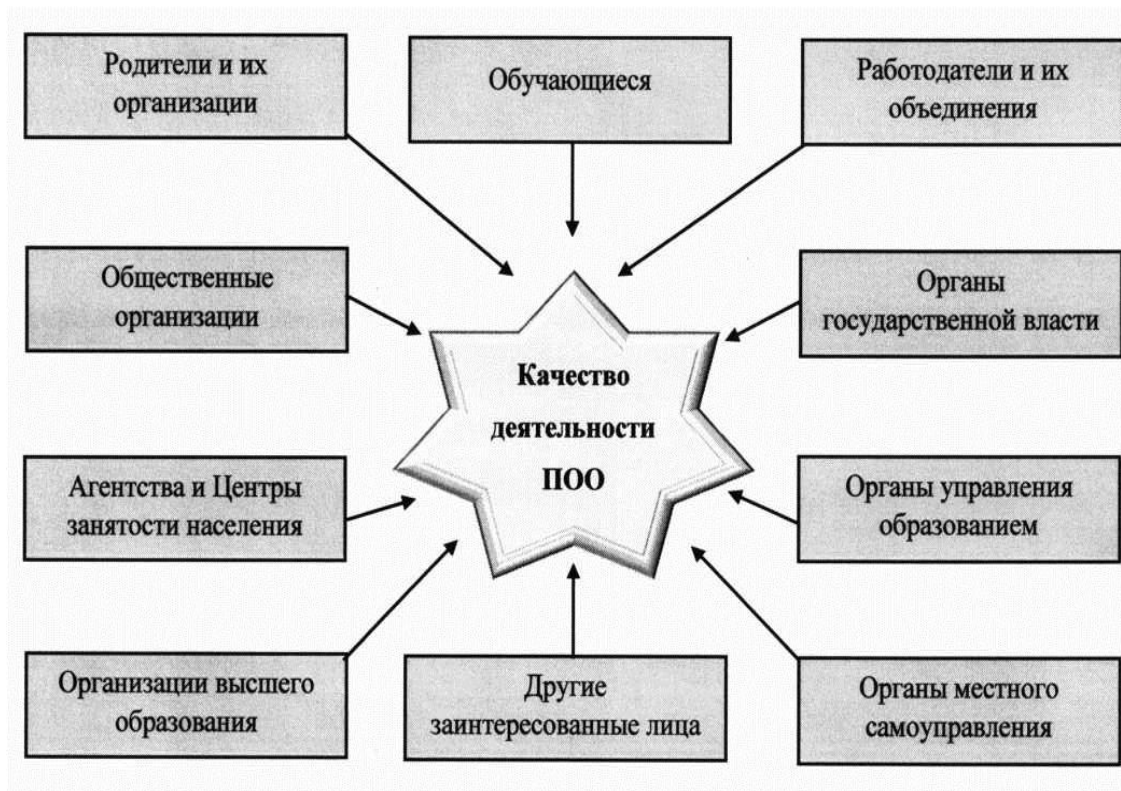 Родители и их
организации
Обучающиеся
Работодатели и их
объединения
Общественные
организации
Органы
государственной власти
Качество
деятельности
ПОО
Агентства и Центры
занятости населения
Органы управления
образованием
Организации высшего
образования
Другие
заинтересованные лица
Органы местного
самоуправления